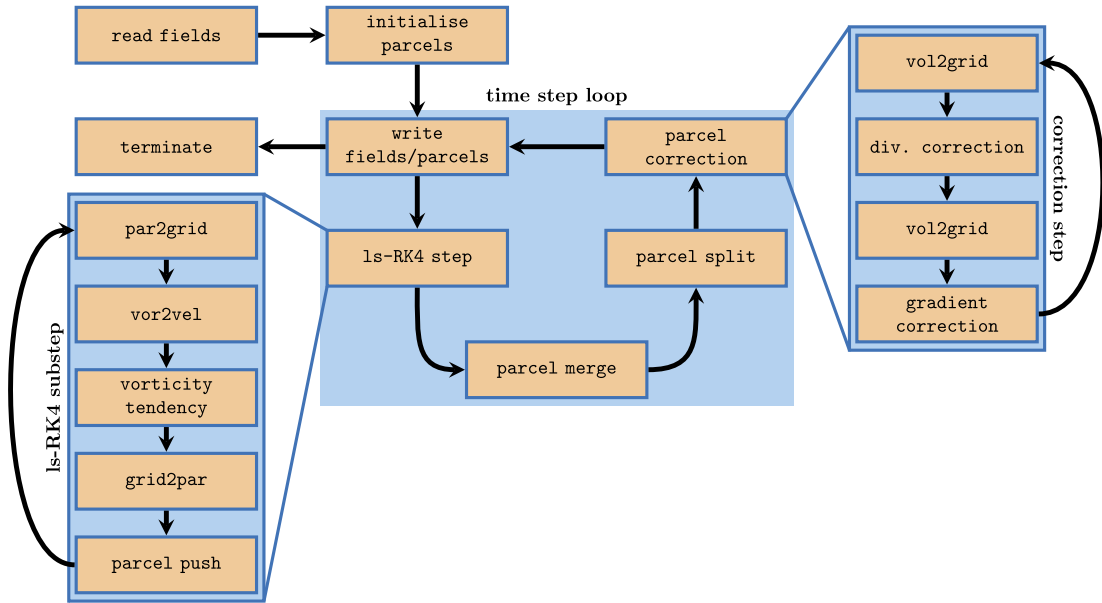 read fields
initialise
parcels
time step loop
terminate
write
fields/parcels
parcel
correction
ls-RK4 step
parcel split
parcel merge
par2grid
vor2vel
vorticity
tendency
grid2par
parcel push
ls-RK4 substep
vol2grid
div. correction
vol2grid
gradient
correction
correction step